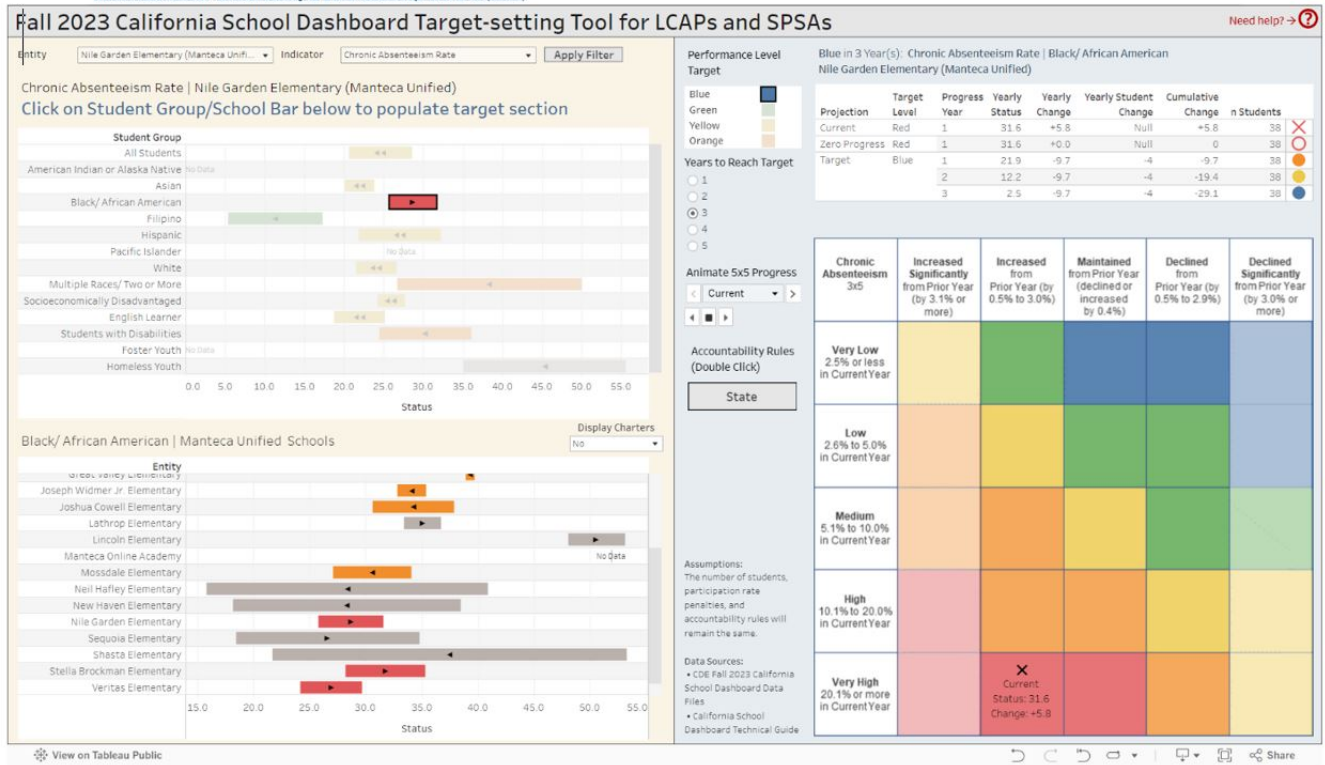 Fall 2023 California School Dashboard Target-setting Tool for LCAPs and SPSAs
Need help? → ?
Entity Nile Garden Elementary (Manteca Unifi... Indicator Chronic Absenteeism Rate Apply Filter
Chronic Absenteeism Rate | Nile Garden Elementary (Manteca Unified)
Click on Student Group/School Bar below to populate target section
Student Group
All Students
American Indian or Alaska Native No Data
Asian
Black/ African American
Filipino
Hispanic
Pacific Islander No Data
White
Multiple Races/ Two or More
Socioeconomically Disadvantaged
English Learner
Students with Disabilities
Foster Youth No Data
Homeless Youth
0.0 5.0 10.0 15.0 20.0 25.0 30.0 35.0 40.0 45.0 50.0 55.0
Status
Display Charters
Black/ African American | Manteca Unified Schools
No
Entity
Great Valley Elementary
Joseph Widmer Jr. Elementary
Joshua Cowell Elementary
Lathrop Elementary
Lincoln Elementary
Manteca Online Academy No Data
Mossdale Elementary
Neil Hafley Elementary
New Haven Elementary
Nile Garden Elementary
Sequoia Elementary
Shasta Elementary
Stella Brockman Elementary
Veritas Elementary
15.0 20.0 25.0 30.0 35.0 40.0 45.0 50.0 55.0
Status
Performance Level
Target
Blue
Green
Yellow
Orange
Years to Reach Target
1
2
3
4
5
Animate 5x5 Progress
Current
Accountability Rules
(Double Click)
State
Assumptions:
The number of students,
participation rate
penalties, and
accountability rules will
remain the same.
Data Sources:
• CDE Fall 2023 California
School Dashboard Data
Files
• California School
Dashboard Technical Guide
Blue in 3 Year(s): Chronic Absenteeism Rate | Black/ African American
Nile Garden Elementary (Manteca Unified)
Target Progress Yearly Yearly Yearly Student Cumulative
Projection Level Year Status Change Change Change n Students
Current Red 1 31.6 +5.8 Null +5.8 38
Zero Progress Red 1 31.6 +0.0 Null 0 38
Target Blue 1 21.9 -9.7 -4 -9.7 38
2 12.2 -9.7 -4 -19.4 38
3 2.5 -9.7 -4 -29.1 38
Chronic
Absenteeism
3x5
Increased
Significantly
from Prior Year
(by 3.1% or
more)
Increased
from
Prior Year (by
0.5% to 3.0%)
Maintained
from Prior Year
(declined or
increased
by 0.4%)
Declined
from
Prior Year (by
0.5% to 2.9%)
Declined
Significantly
from Prior Year
(by 3.0% or
more)
Very Low
2.5% or less
in Current Year
Low
2.6% to 5.0%
in Current Year
Medium
5.1% to 10.0%
in Current Year
High
10.1% to 20.0%
in Current Year
Very High
20.1% or more
in Current Year
Current
Status: 31.6
Change: +5.8
View on Tableau Public
Share